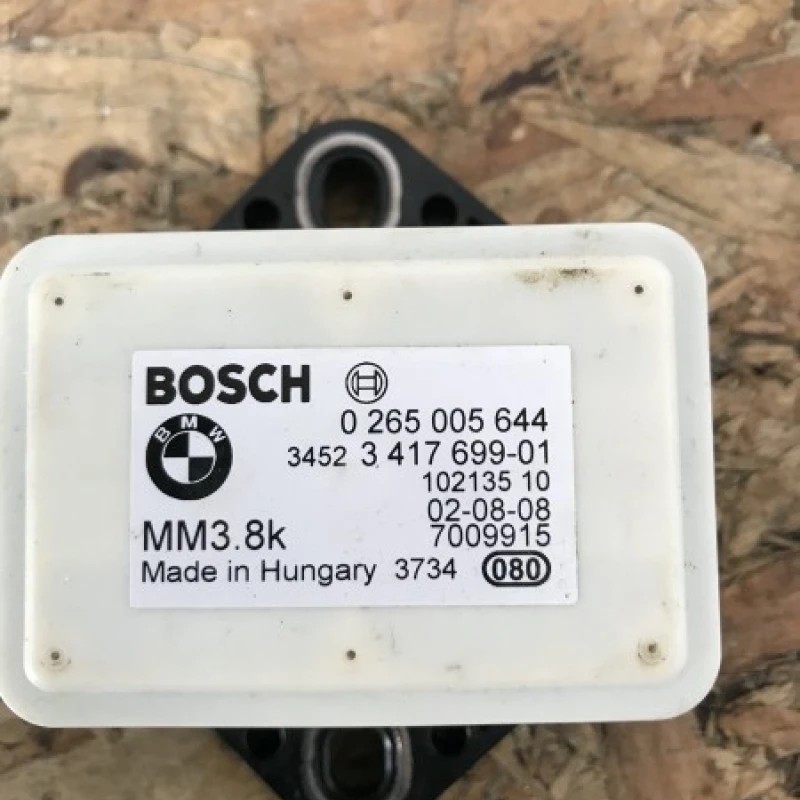 BOSCH
0 265 005 644
BMW
3452 3 417 699-01
102135 10
02-08-08
MM3.8k 7009915
Made in Hungary 3734 080